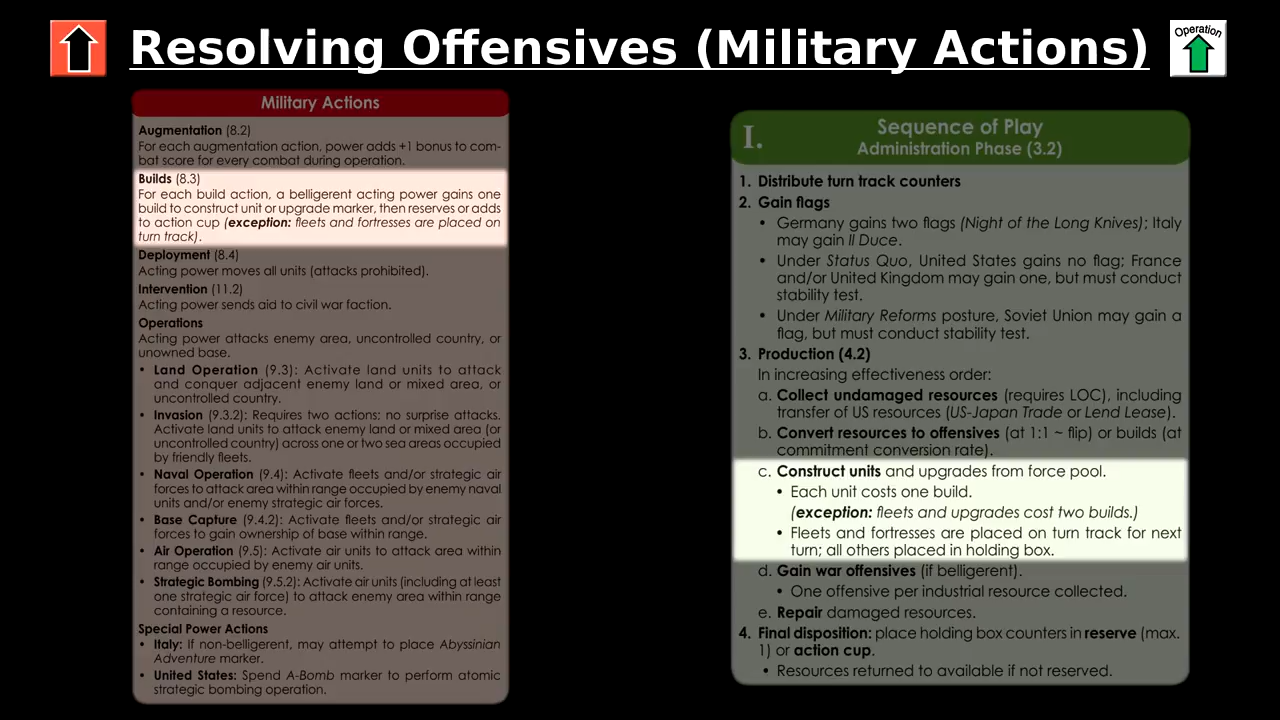 Resolving Offensives (Military Actions)
Operation
Military Actions
Augmentation (8.2)
For each augmentation action, power adds +1 bonus to com-
bat score for every combat during operation.
Builds (8.3)
For each build action, a belligerent acting power gains one
build to construct unit or upgrade marker, then reserves or adds
to action cup (exception: fleets and fortresses are placed on
turn track).
Deployment (8.4)
Acting power moves all units (attacks prohibited).
Intervention (11.2)
Acting power sends aid to civil war faction.
Operations
Acting power attacks enemy area, uncontrolled country, or
unowned base.
• Land Operation (9.3): Activate land units to attack
and conquer adjacent enemy land or mixed area, or
uncontrolled country.
• Invasion (9.3.2): Requires two actions; no surprise attacks.
Activate land units to attack enemy land or mixed area (or
uncontrolled country) across one or two sea areas occupied
by friendly fleets.
• Naval Operation (9.4): Activate fleets and/or strategic air
forces to attack area within range occupied by enemy naval
units and/or enemy strategic air forces.
• Base Capture (9.4.2): Activate fleets and/or strategic air
forces to gain ownership of base within range.
• Air Operation (9.5): Activate air units to attack area within
range occupied by enemy air units.
• Strategic Bombing (9.5.2): Activate air units (including at least
one strategic air force) to attack enemy area within range
containing a resource.
Special Power Actions
• Italy: If non-belligerent, may attempt to place Abyssinian
Adventure marker.
• United States: Spend A-Bomb marker to perform atomic
strategic bombing operation.
I.
Sequence of Play
Administration Phase (3.2)
1. Distribute turn track counters
2. Gain flags
• Germany gains two flags (Night of the Long Knives); Italy
may gain Il Duce.
• Under Status Quo, United States gains no flag; France
and/or United Kingdom may gain one, but must conduct
stability test.
• Under Military Reforms posture, Soviet Union may gain a
flag, but must conduct stability test.
3. Production (4.2)
In increasing effectiveness order:
a. Collect undamaged resources (requires LOC), including
transfer of US resources (US-Japan Trade or Lend Lease).
b. Convert resources to offensives (at 1:1 ~ flip) or builds (at
commitment conversion rate).
c. Construct units and upgrades from force pool.
• Each unit costs one build.
(exception: fleets and upgrades cost two builds.)
• Fleets and fortresses are placed on turn track for next
turn; all others placed in holding box.
d. Gain war offensives (if belligerent).
• One offensive per industrial resource collected.
e. Repair damaged resources.
4. Final disposition: place holding box counters in reserve (max.
1) or action cup.
• Resources returned to available if not reserved.